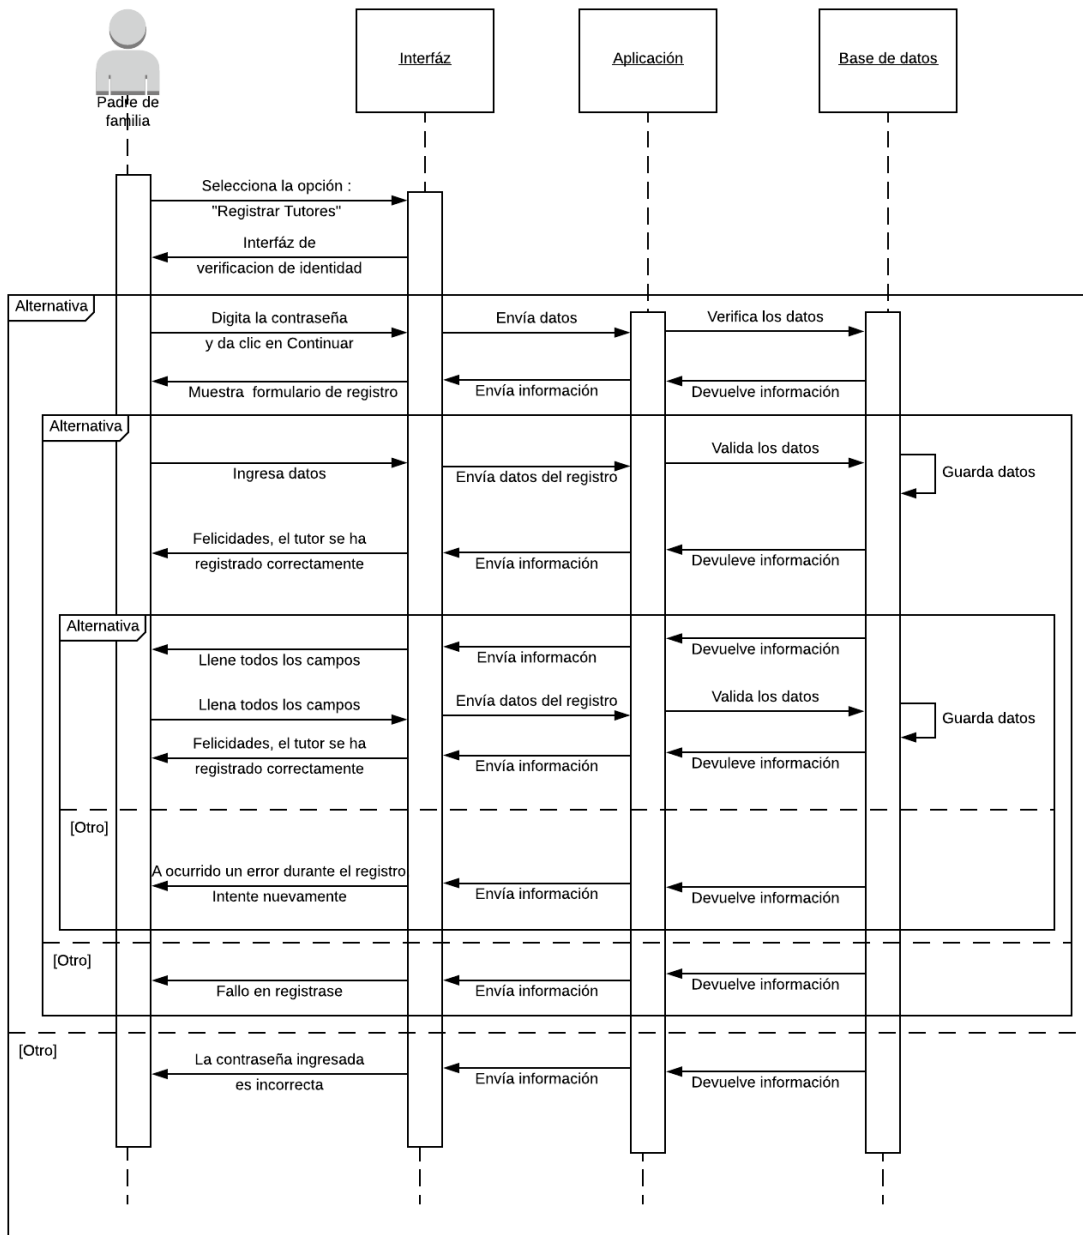 Padre de
familia
Interfáz
Aplicación
Base de datos
Selecciona la opción :
"Registrar Tutores"
Interfáz de
verificacion de identidad
Alternativa
Digita la contraseña
y da clic en Continuar
Envía datos
Verifica los datos
Muestra formulario de registro
Envía información
Devuelve información
Alternativa
Ingresa datos
Envía datos del registro
Valida los datos
Guarda datos
Felicidades, el tutor se ha
registrado correctamente
Envía información
Devuleve información
Alternativa
Llene todos los campos
Envía informacón
Devuelve información
Llena todos los campos
Envía datos del registro
Valida los datos
Guarda datos
Felicidades, el tutor se ha
registrado correctamente
Envía información
Devuleve información
[Otro]
A ocurrido un error durante el registro
Intente nuevamente
Envía información
Devuelve información
[Otro]
Fallo en registrase
Envía información
Devuelve información
[Otro]
La contraseña ingresada
es incorrecta
Envía información
Devuelve información